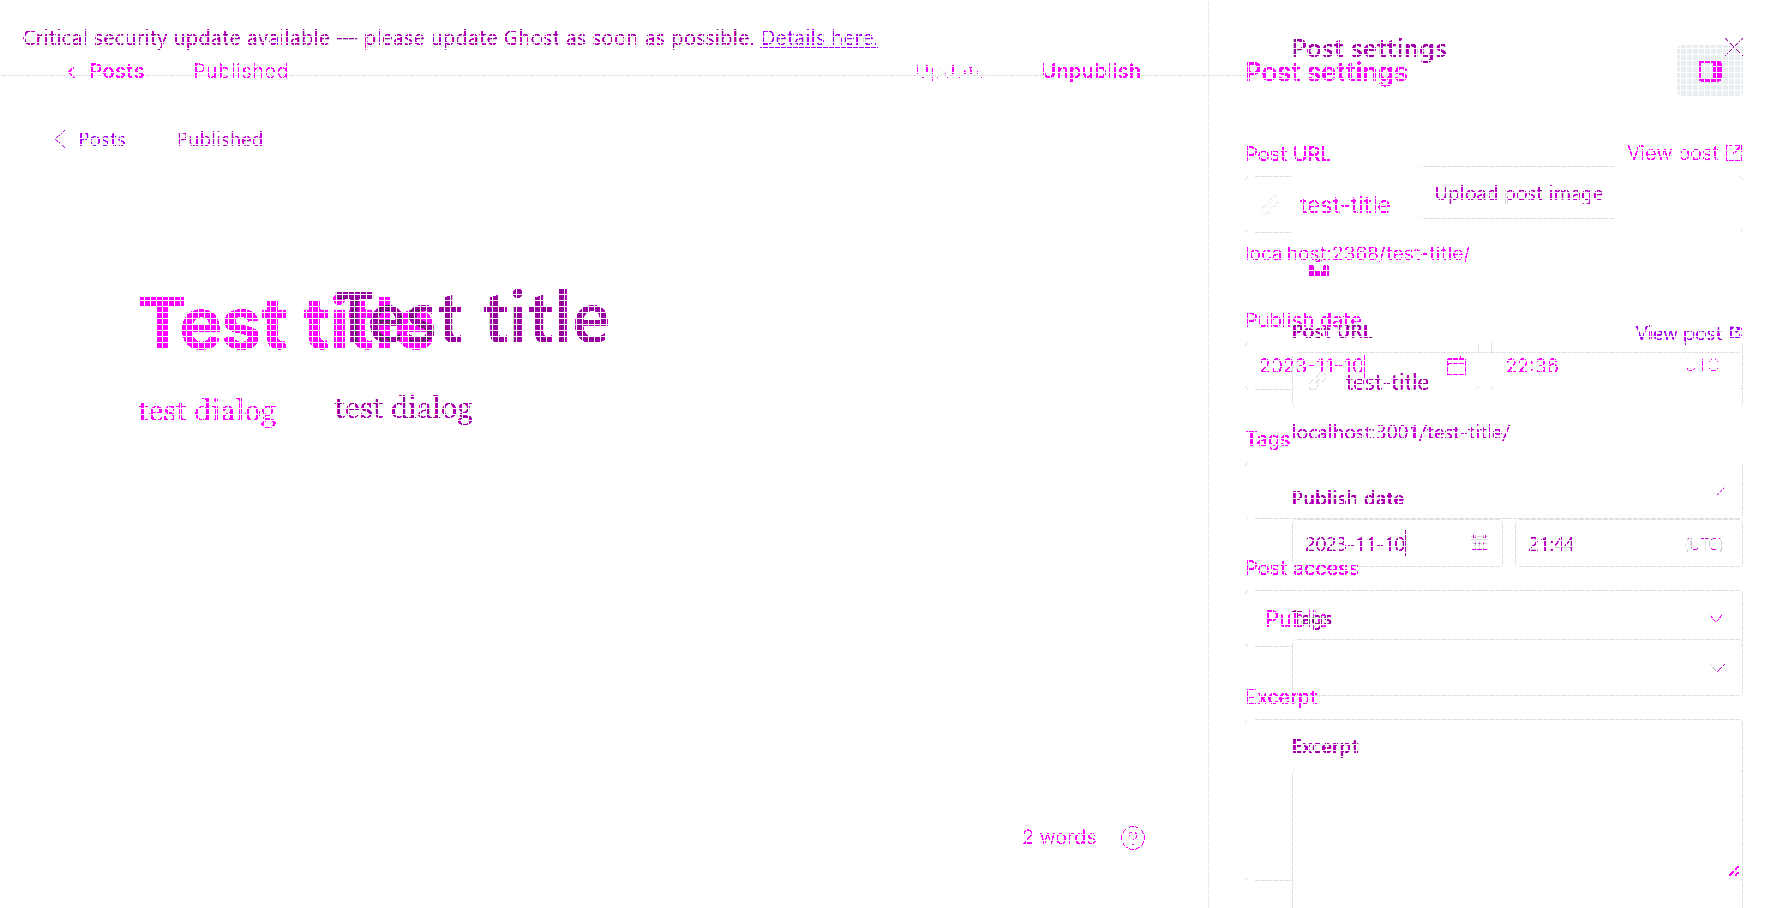 Critical security update available — please update Ghost as soon as possible. Details here.
Post settings
Posts Published Update Unpublish Post settings
Posts Published
Post URL View post
Upload post image
test-title
localhost:2368/test-title/
Test title Test title
Publish date
Post URL View post
2023-11-10 22:36 UTC
test-title
test dialog test dialog
localhost:3001/test-title/
Tags
Publish date
2023-11-10 21:44 (UTC)
Post access
Public Tags
Excerpt
Excerpt
2 words